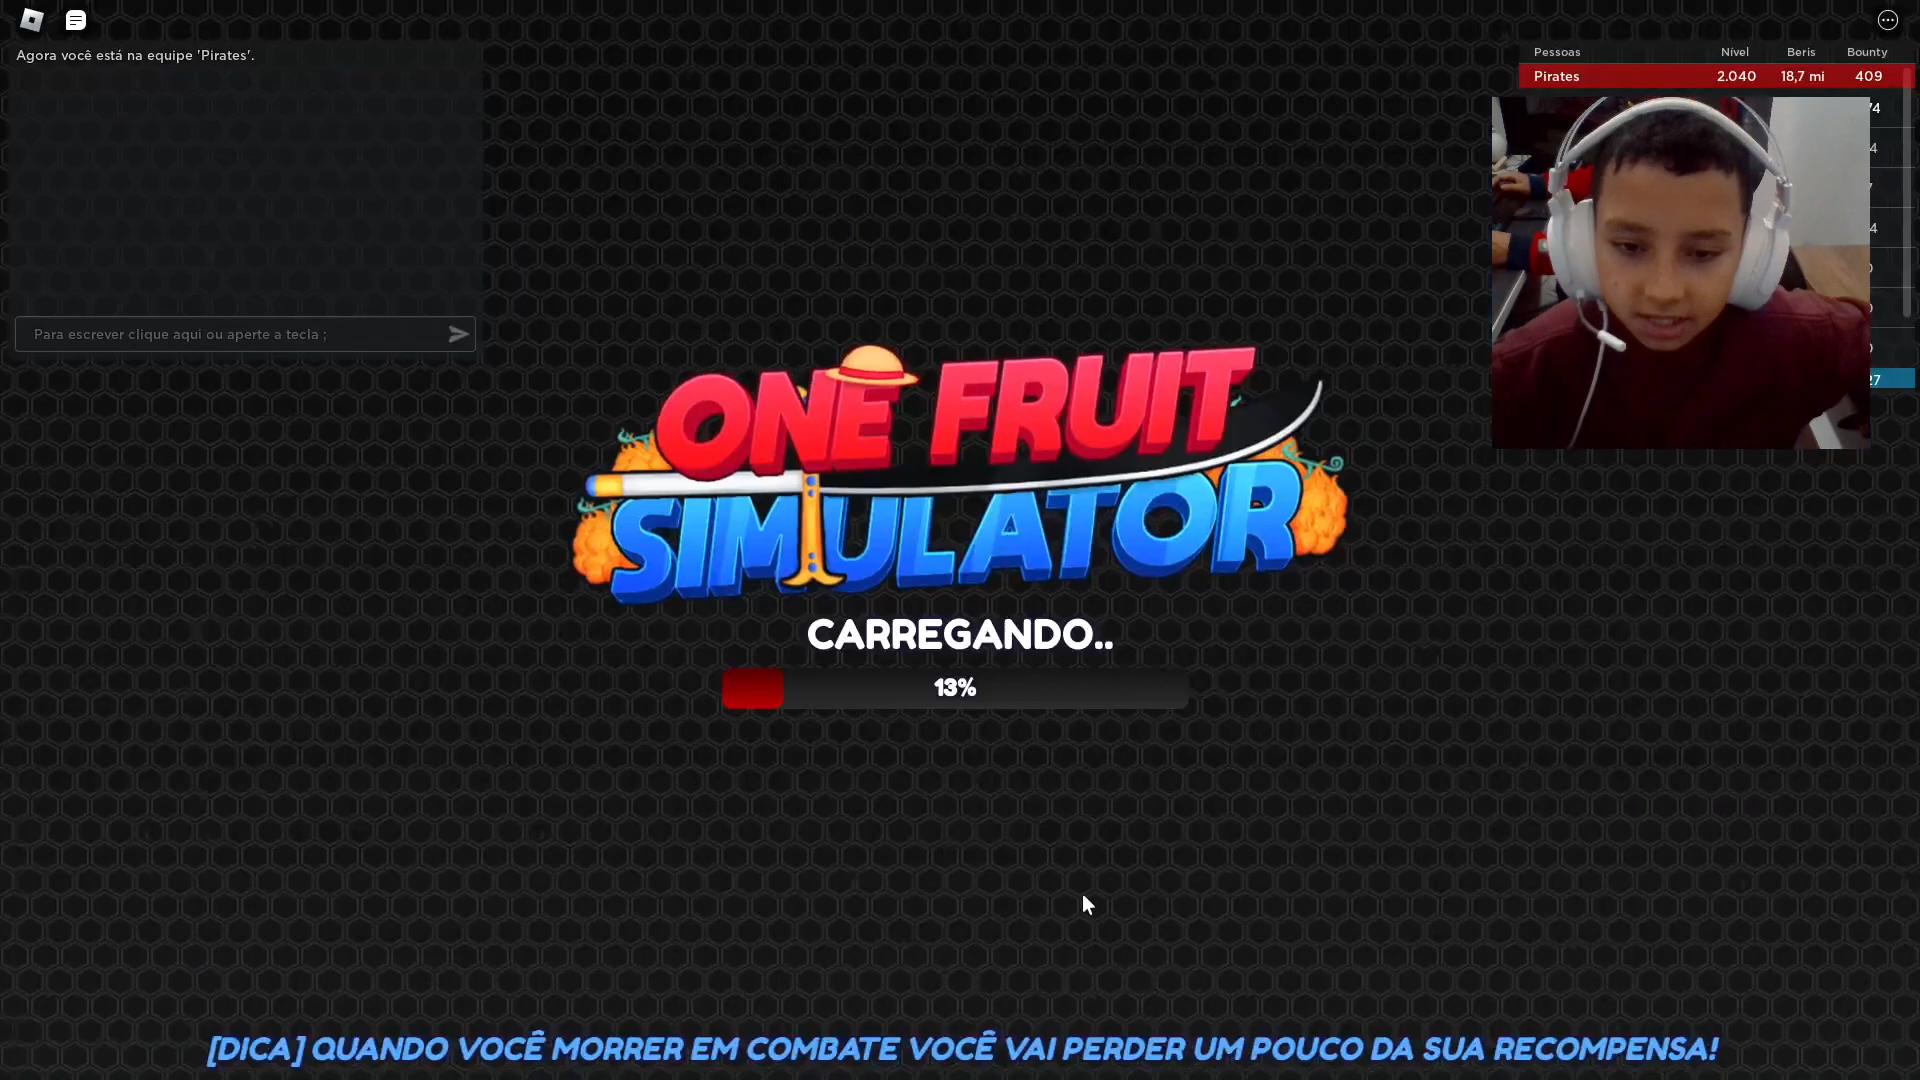 Agora você está na equipe 'Pirates'.
Pessoas Nível Beris Bounty
Pirates 2.040 18,7 mi 409
Para escrever clique aqui ou aperte a tecla ;
ONE FRUIT
SIMULATOR
CARREGANDO..
13%
[DICA] QUANDO VOCÊ MORRER EM COMBATE VOCÊ VAI PERDER UM POUCO DA SUA RECOMPENSA!